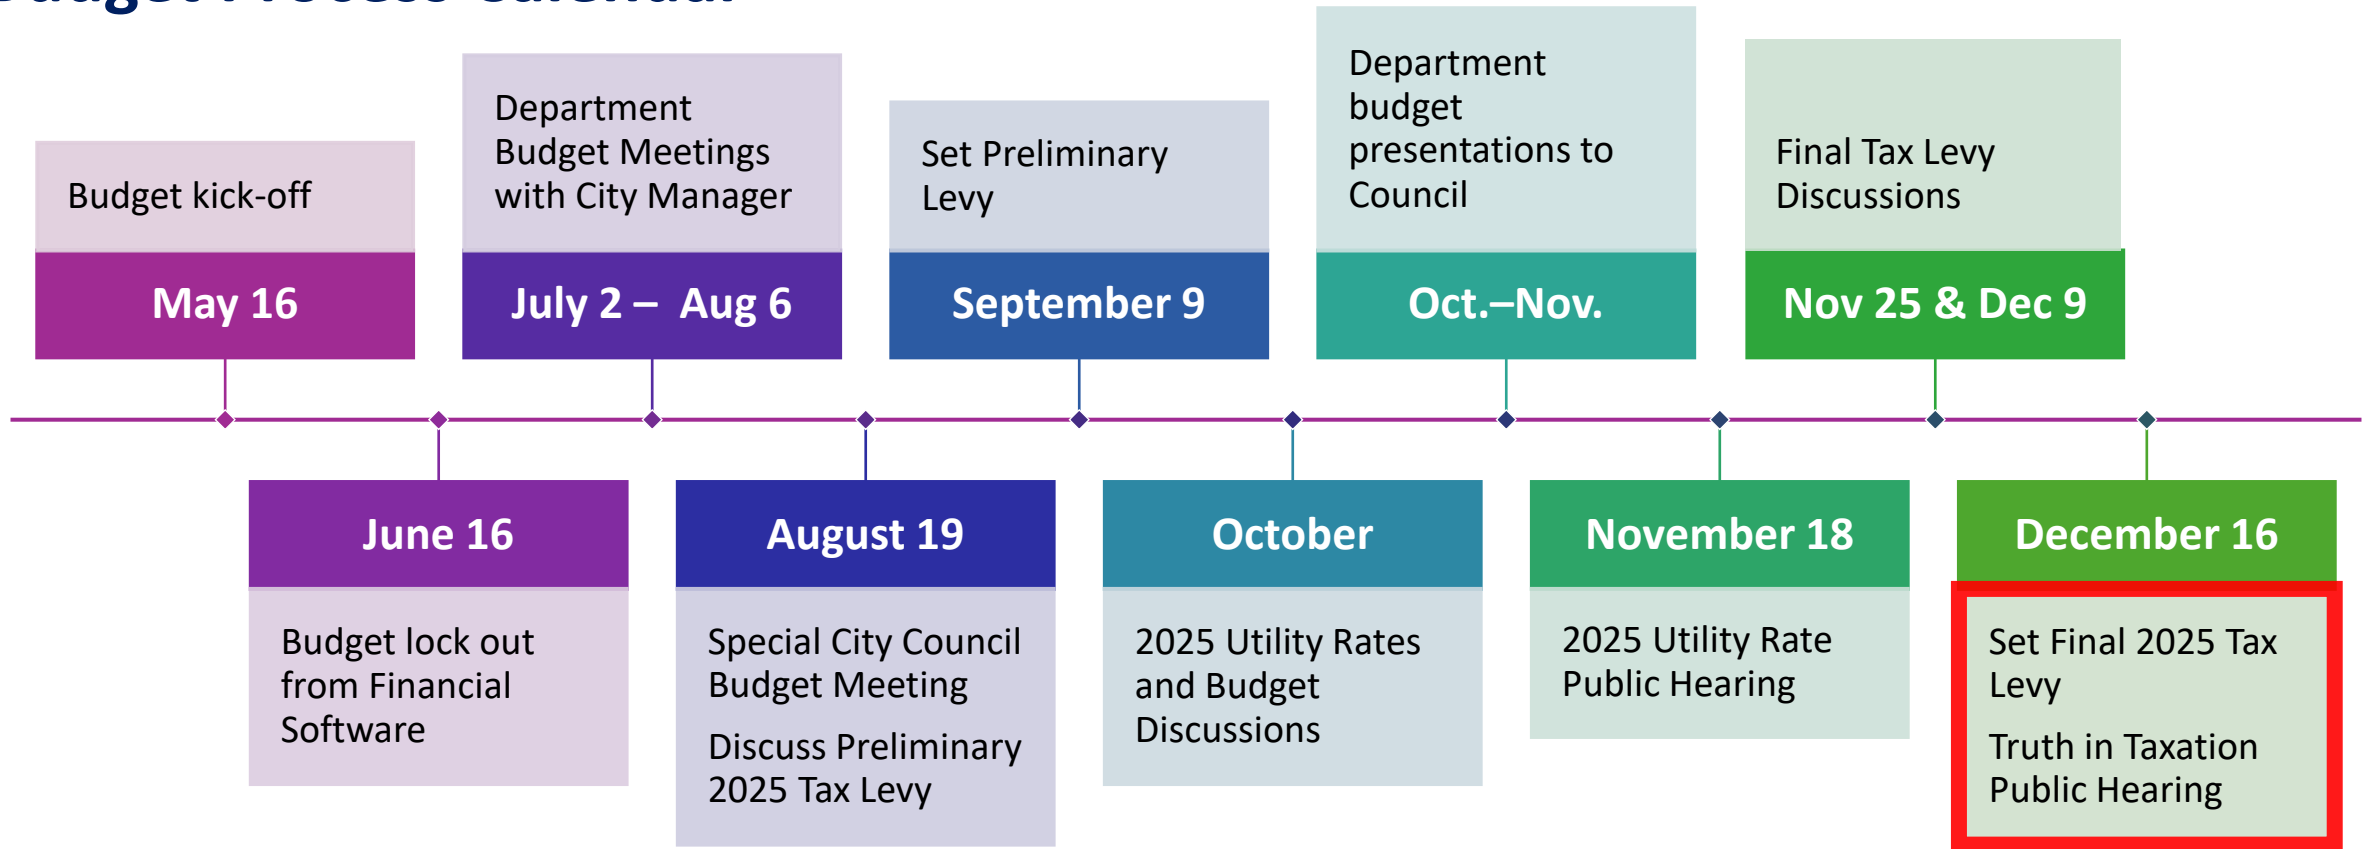 Budget Process Calendar
Budget kick-off
May 16
Department
Budget Meetings
with City Manager
July 2 – Aug 6
Set Preliminary
Levy
September 9
Department
budget
presentations to
Council
Oct.–Nov.
Final Tax Levy
Discussions
Nov 25 & Dec 9
June 16
Budget lock out
from Financial
Software
August 19
Special City Council
Budget Meeting
Discuss Preliminary
2025 Tax Levy
October
2025 Utility Rates
and Budget
Discussions
November 18
2025 Utility Rate
Public Hearing
December 16
Set Final 2025 Tax
Levy
Truth in Taxation
Public Hearing